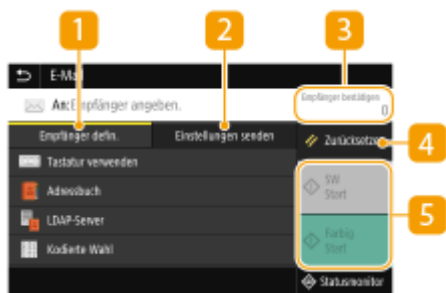 1
2
3
E-Mail
An: Empfänger angeben.
Empfänger bestätigen
0
Empfänger defin.
Einstellungen senden
Zurücksetzen
4
Tastatur verwenden
Adressbuch
LDAP-Server
Kodierte Wahl
SW
Start
5
Farbig
Start
Statusmonitor